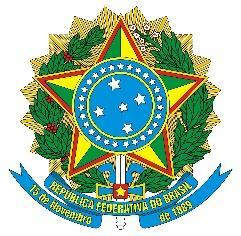 REPÚBLICA FEDERATIVA DO BRASIL
15 de Novembro
de 1889